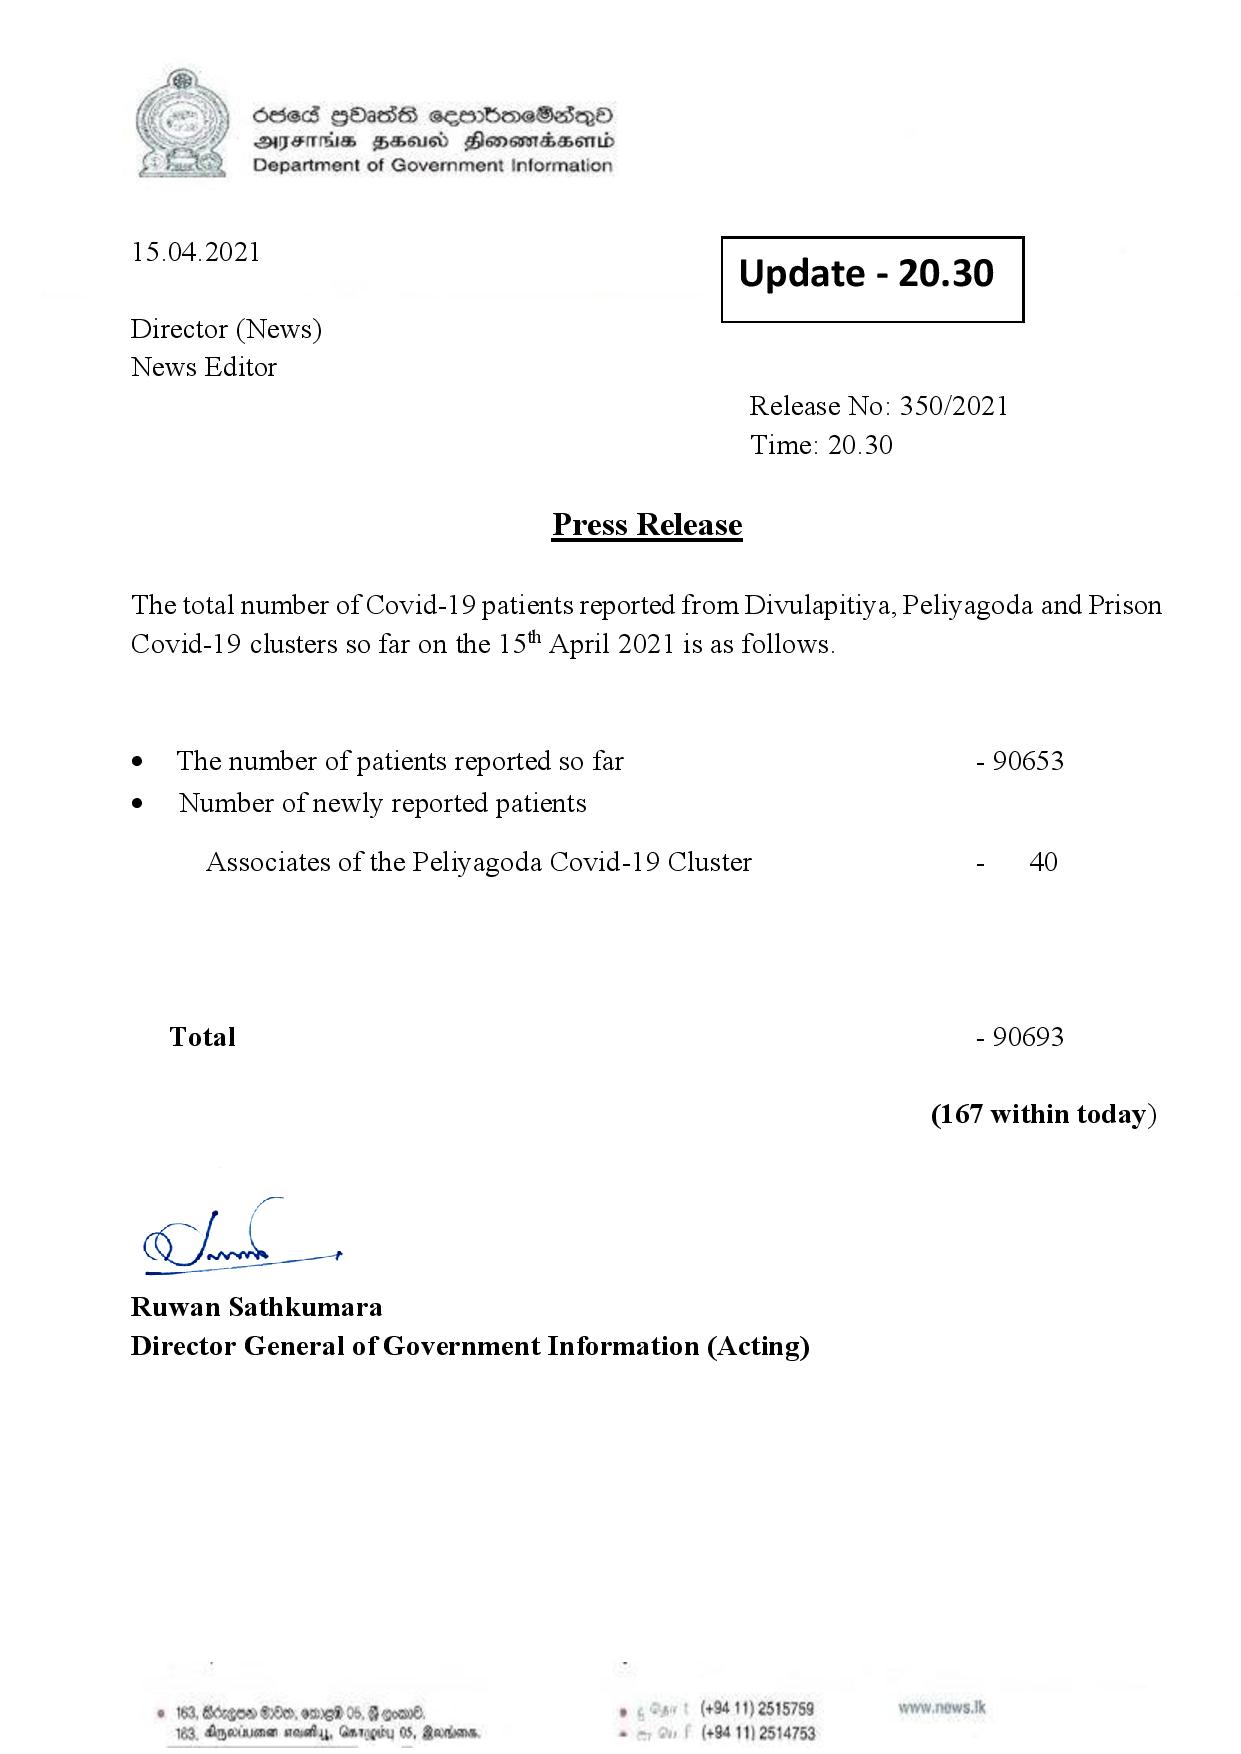 රජයේ ප්‍රවෘත්ති දෙපාර්තමේන්තුව
அரசாங்க தகவல் திணைக்களம்
Department of Government Information
15.04.2021
Update - 20.30
Director (News)
News Editor
Release No: 350/2021
Time: 20.30
Press Release
The total number of Covid-19 patients reported from Divulapitiya, Peliyagoda and Prison
Covid-19 clusters so far on the 15th April 2021 is as follows.
• The number of patients reported so far - 90653
• Number of newly reported patients
Associates of the Peliyagoda Covid-19 Cluster - 40
Total - 90693
(167 within today)
Ruwan Sathkumara
Director General of Government Information (Acting)
163, කිරුලපන මාවත, කොළඹ 05, ශ්‍රී ලංකාව.
163, கிருலப்பனை எவனியூ, கொழும்பு 05, இலங்கை.
(+94 11) 2515759
(+94 11) 2514753
www.news.lk